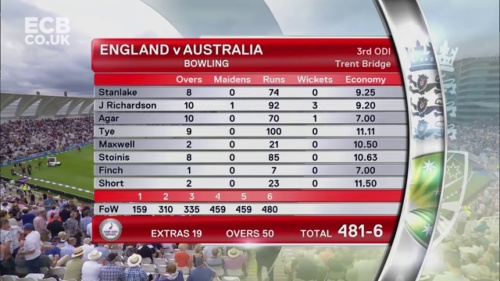 ECB
CO.UK
ENGLAND v AUSTRALIA 3rd ODI
BOWLING Trent Bridge
Overs Maidens Runs Wickets Economy
Stanlake 8 0 74 0 9.25
J Richardson 10 1 92 3 9.20
Agar 10 0 70 1 7.00
Tye 9 0 100 0 11.11
Maxwell 2 0 21 0 10.50
Stoinis 8 0 85 0 10.63
Finch 1 0 7 0 7.00
Short 2 0 23 0 11.50
1 2 3 4 5 6
FoW 159 310 335 459 459 480
EXTRAS 19 OVERS 50 TOTAL 481-6